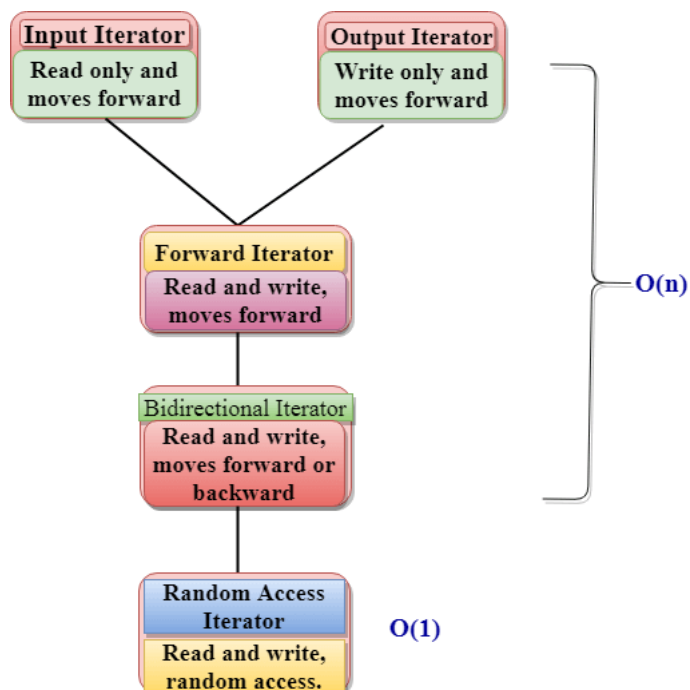 Input Iterator
Read only and
moves forward
Output Iterator
Write only and
moves forward
Forward Iterator
Read and write,
moves forward
O(n)
Bidirectional Iterator
Read and write,
moves forward or
backward
Random Access
Iterator
O(1)
Read and write,
random access.